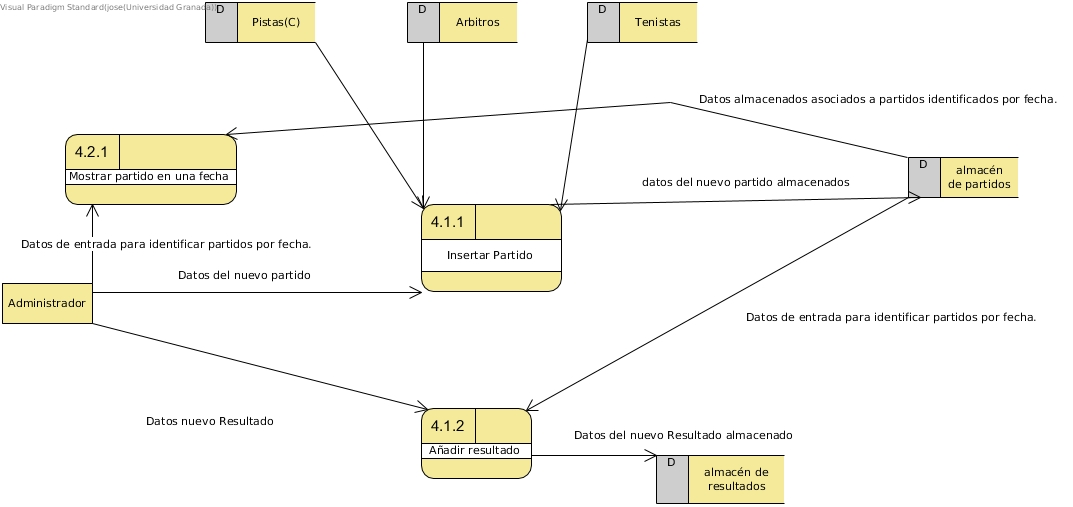 Visual Paradigm Standard(jose(Universidad Granada))
D
Pistas(C)
D
Arbitros
D
Tenistas
Datos almacenados asociados a partidos identificados por fecha.
4.2.1
Mostrar partido en una fecha
D
almacén
de partidos
datos del nuevo partido almacenados
4.1.1
Insertar Partido
Datos de entrada para identificar partidos por fecha.
Datos del nuevo partido
Administrador
Datos de entrada para identificar partidos por fecha.
Datos nuevo Resultado
4.1.2
Añadir resultado
Datos del nuevo Resultado almacenado
D
almacén de
resultados